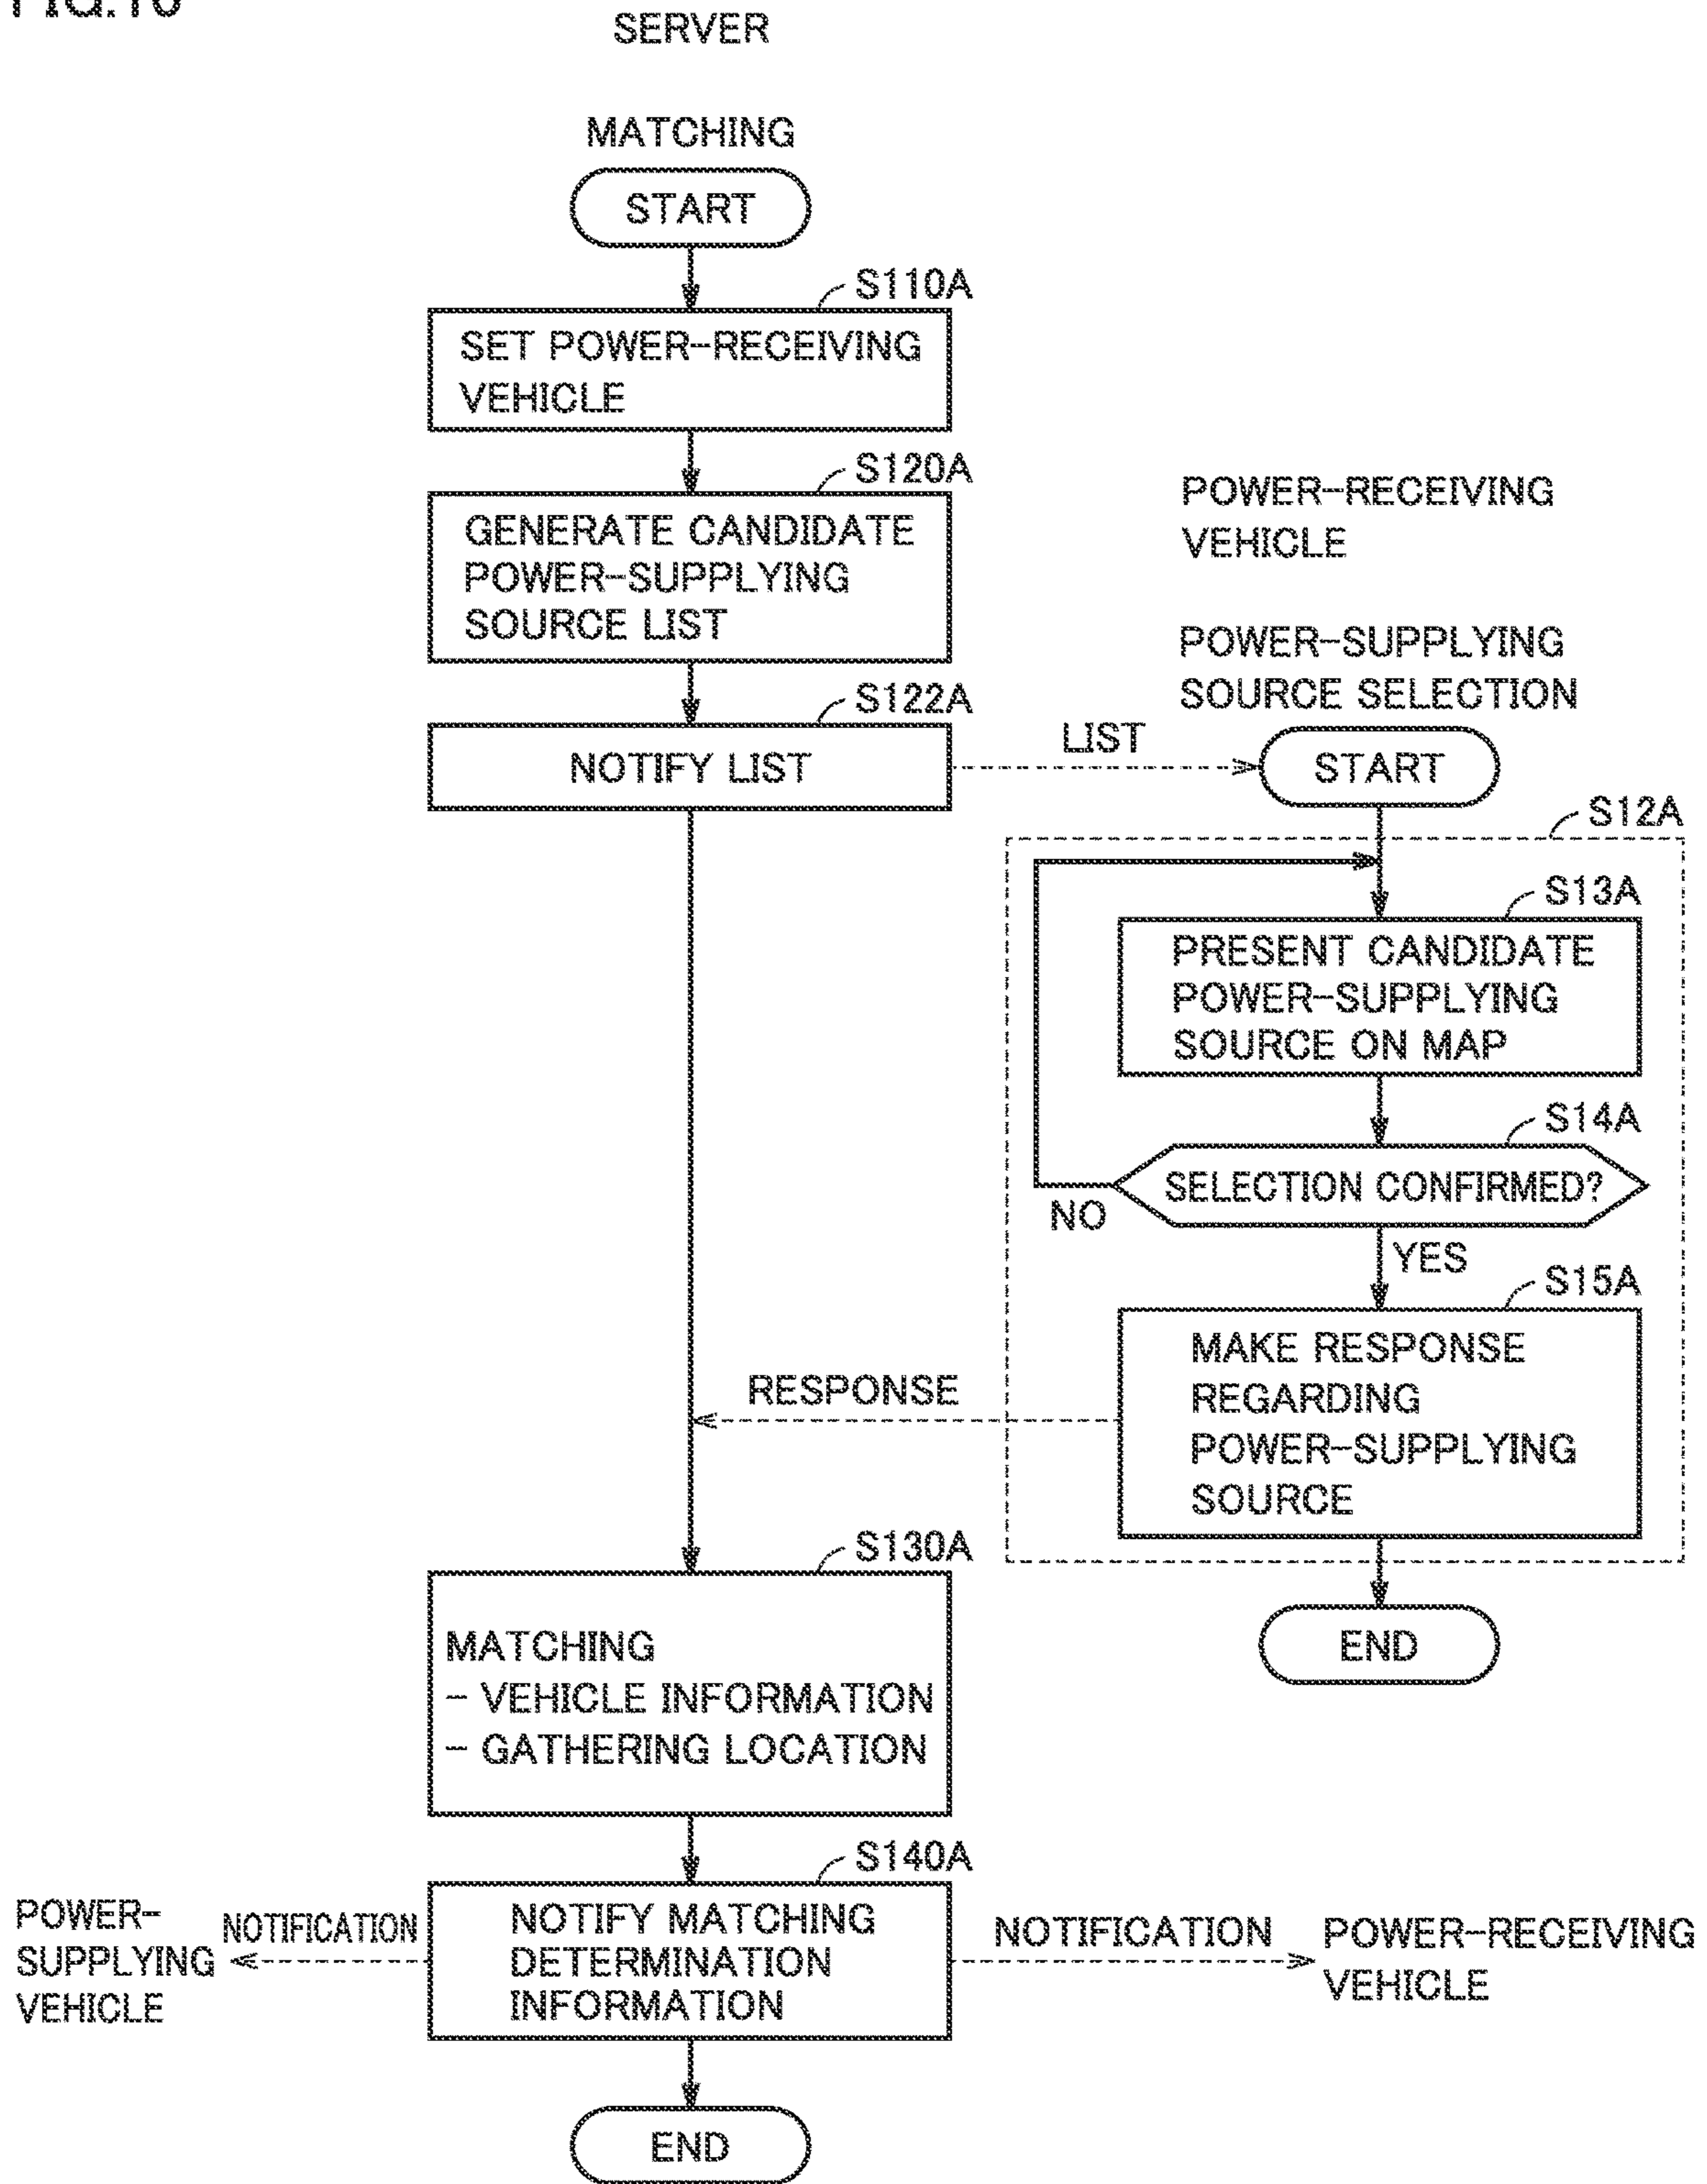 SERVER
MATCHING
START
S110A
SET POWER-RECEIVING
VEHICLE
S120A
GENERATE CANDIDATE
POWER-SUPPLYING
SOURCE LIST
S122A
NOTIFY LIST
LIST
POWER-RECEIVING
VEHICLE
POWER-SUPPLYING
SOURCE SELECTION
START
S12A
S13A
PRESENT CANDIDATE
POWER-SUPPLYING
SOURCE ON MAP
S14A
SELECTION CONFIRMED?
NO
YES
S15A
MAKE RESPONSE
REGARDING
POWER-SUPPLYING
SOURCE
RESPONSE
END
S130A
MATCHING
- VEHICLE INFORMATION
- GATHERING LOCATION
S140A
NOTIFY MATCHING
DETERMINATION
INFORMATION
NOTIFICATION
POWER-
SUPPLYING
VEHICLE
NOTIFICATION
POWER-RECEIVING
VEHICLE
END